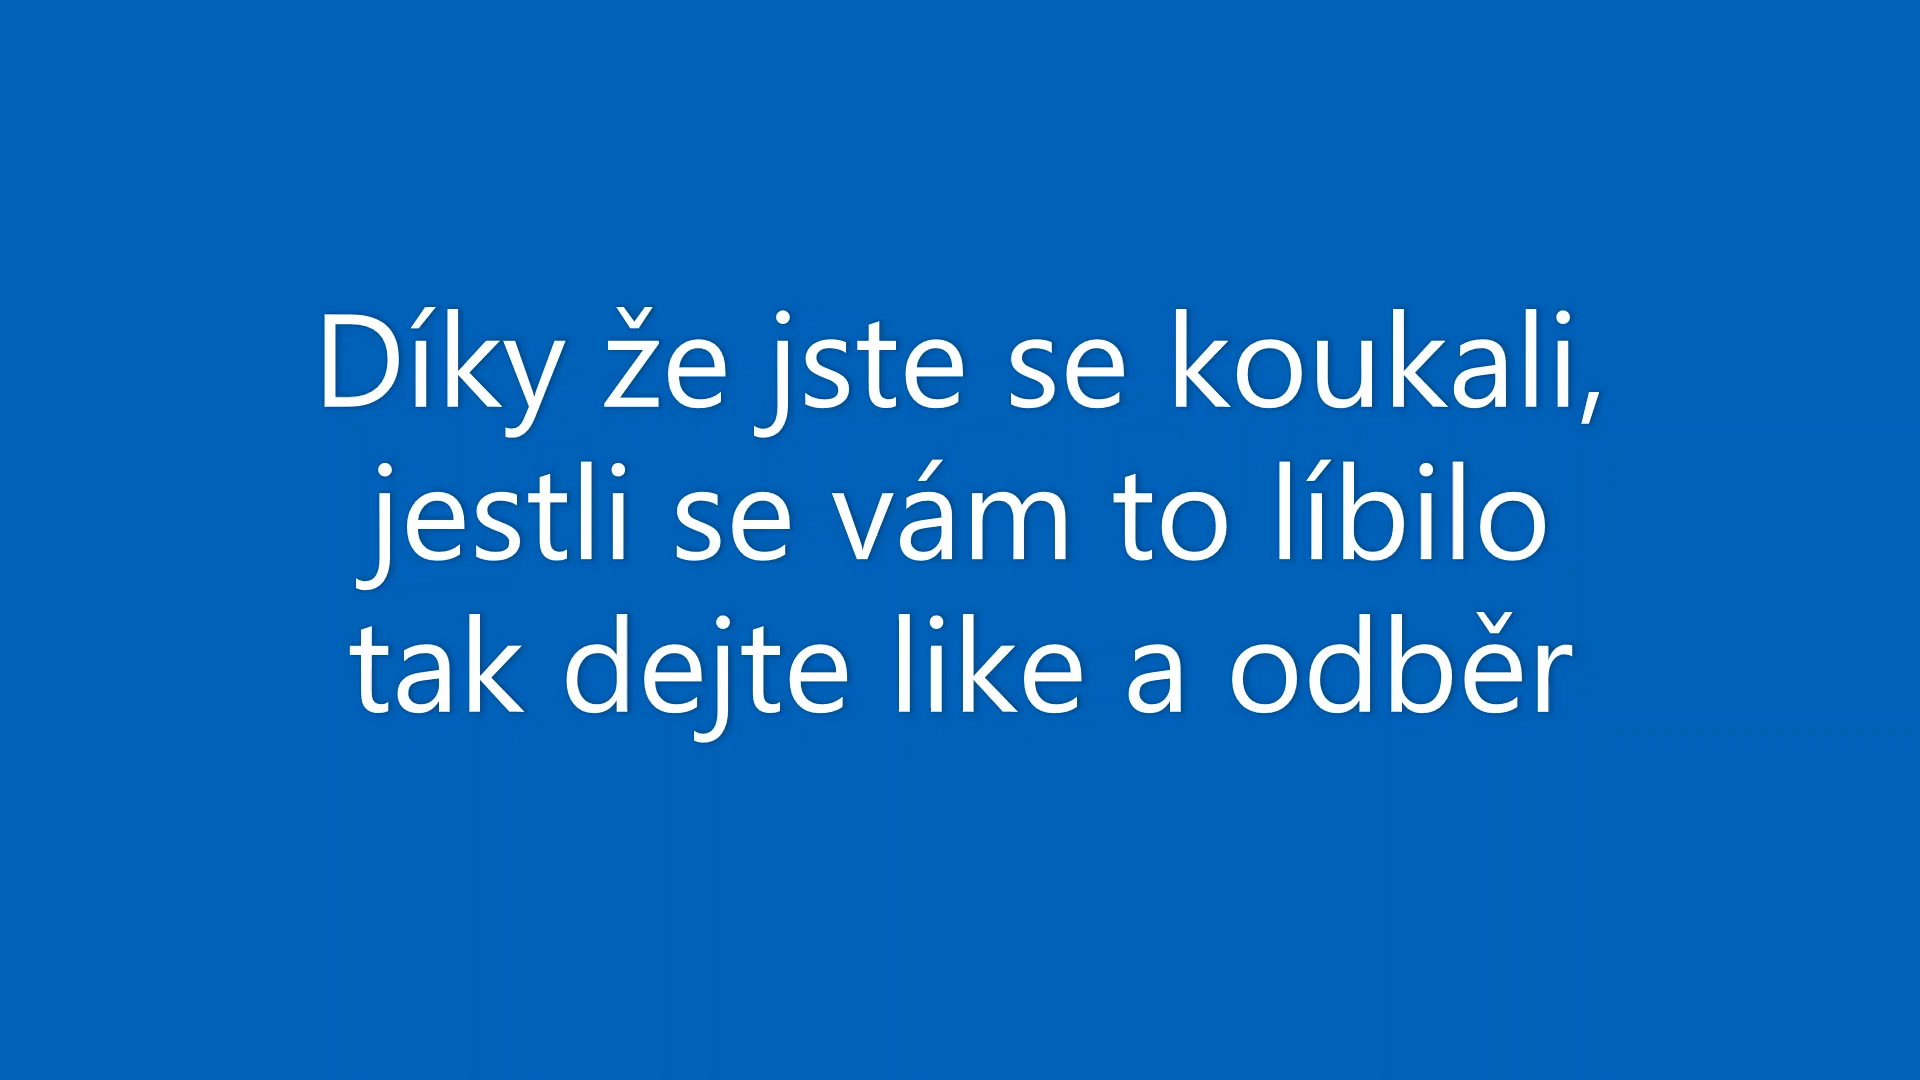 Díky že jste se koukali,
jestli se vám to líbilo
tak dejte like a odběr